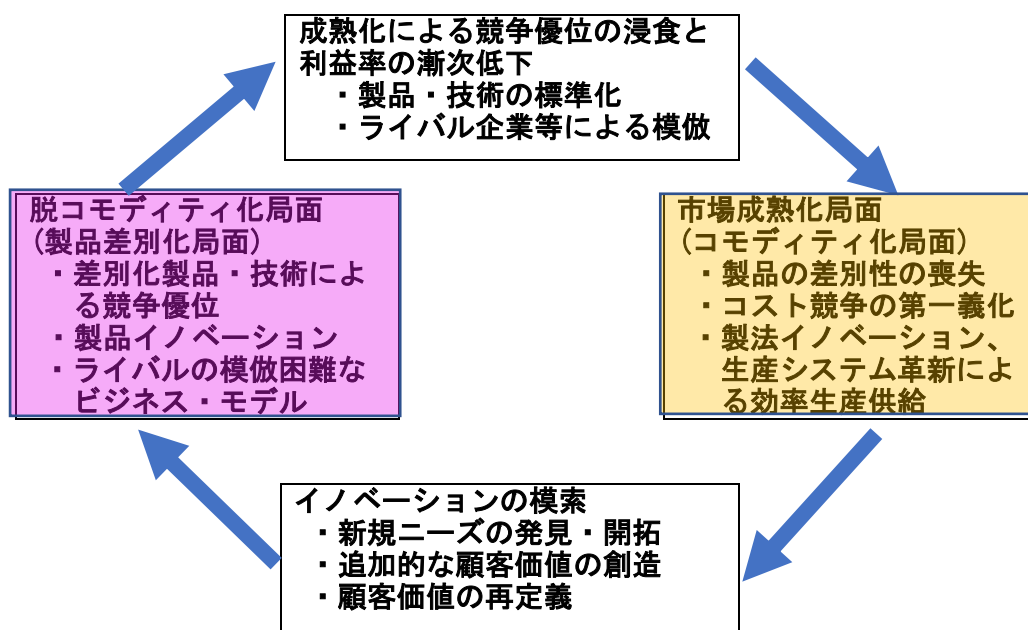 成熟化による競争優位の浸食と
利益率の漸次低下
・製品・技術の標準化
・ライバル企業等による模倣
脱コモディティ化局面
(製品差別化局面)
・差別化製品・技術によ
る競争優位
・製品イノベーション
・ライバルの模倣困難な
ビジネス・モデル
市場成熟化局面
(コモディティ化局面)
・製品の差別性の喪失
・コスト競争の第一義化
・製法イノベーション、
生産システム革新によ
る効率生産供給
イノベーションの模索
・新規ニーズの発見・開拓
・追加的な顧客価値の創造
・顧客価値の再定義